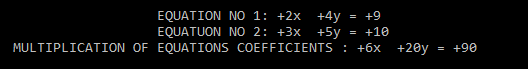 EQUATION NO 1: +2x +4y = +9
EQUATUON NO 2: +3x +5y = +10
MULTIPLICATION OF EQUATIONS COEFFICIENTS : +6x +20y = +90